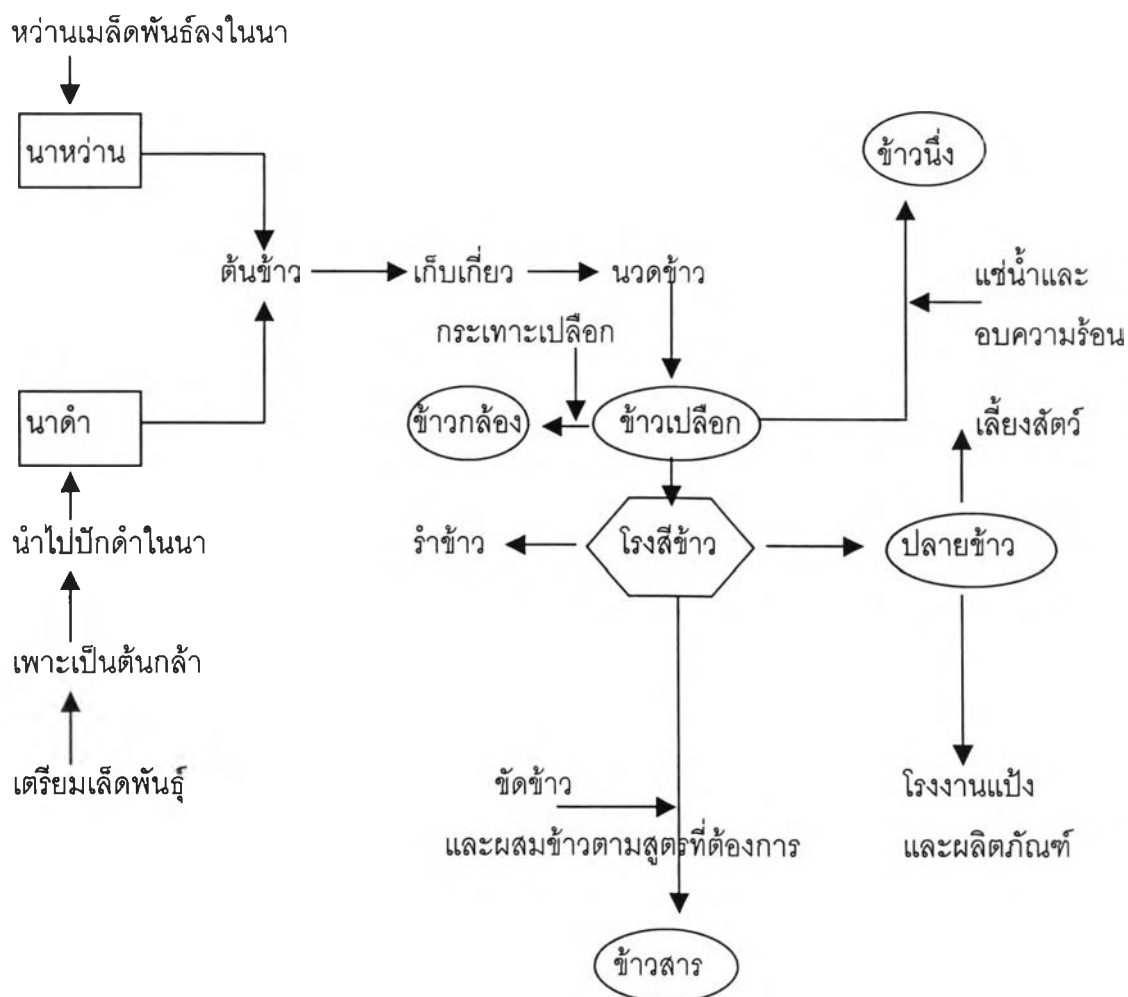 หว่านเมล็ดพันธ์ลงในนา
นาหว่าน
ข้าวนึ่ง
ต้นข้าว
เก็บเกี่ยว
นวดข้าว
แช่น้ำและ
อบความร้อน
กระเทาะเปลือก
นาดำ
ข้าวกล้อง
ข้าวเปลือก
เลี้ยงสัตว์
นำไปปักดำในนา
รำข้าว
โรงสีข้าว
ปลายข้าว
เพาะเป็นต้นกล้า
เตรียมเล็ดพันธุ์
ขัดข้าว
และผสมข้าวตามสูตรที่ต้องการ
โรงงานแป้ง
และผลิตภัณฑ์
ข้าวสาร